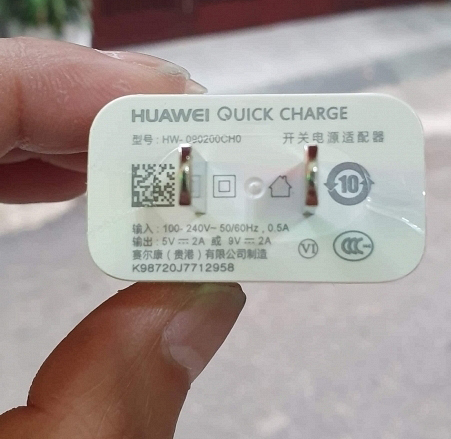 HUAWEI QUICK CHARGE
型号: HW-090200CH0 开关电源适配器
10
输入: 100-240V~50/60Hz, 0.5A
输出: 5V⎓2A 或 9V⎓2A
VI
赛尔康（贵港）有限公司制造
K98720J7712958